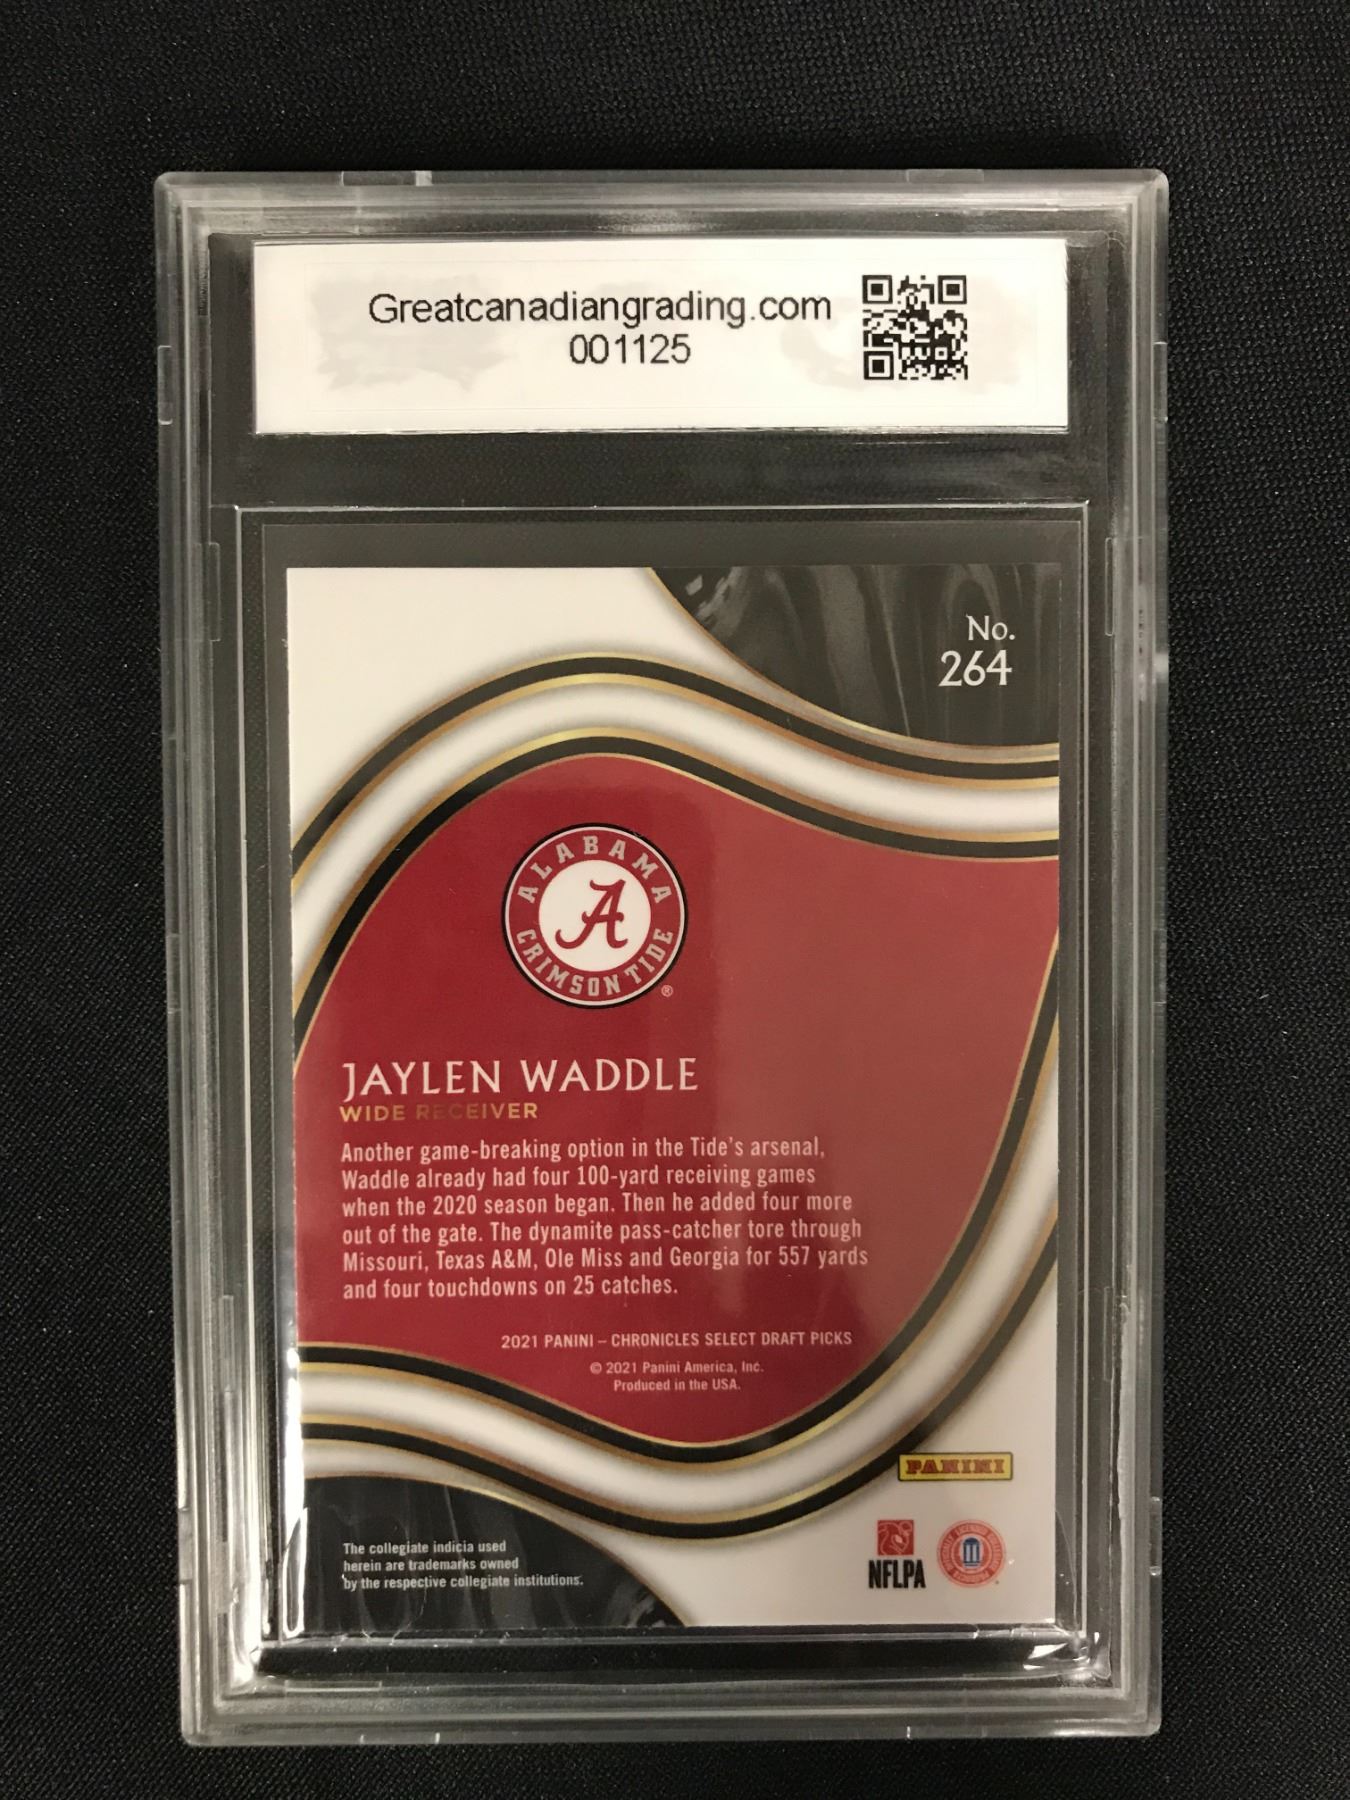 Greatcanadiangrading.com
001125
No.
264
ALABAMA
A
CRIMSON TIDE
®
JAYLEN WADDLE
WIDE RECEIVER
Another game-breaking option in the Tide's arsenal,
Waddle already had four 100-yard receiving games
when the 2020 season began. Then he added four more
out of the gate. The dynamite pass-catcher tore through
Missouri, Texas A&M, Ole Miss and Georgia for 557 yards
and four touchdowns on 25 catches.
2021 PANINI – CHRONICLES SELECT DRAFT PICKS
© 2021 Panini America, Inc.
Produced in the USA.
PANINI
The collegiate indicia used
herein are trademarks owned
by the respective collegiate institutions.
NFLPA
OFFICIALLY LICENSED COLLEGIATE PRODUCTS